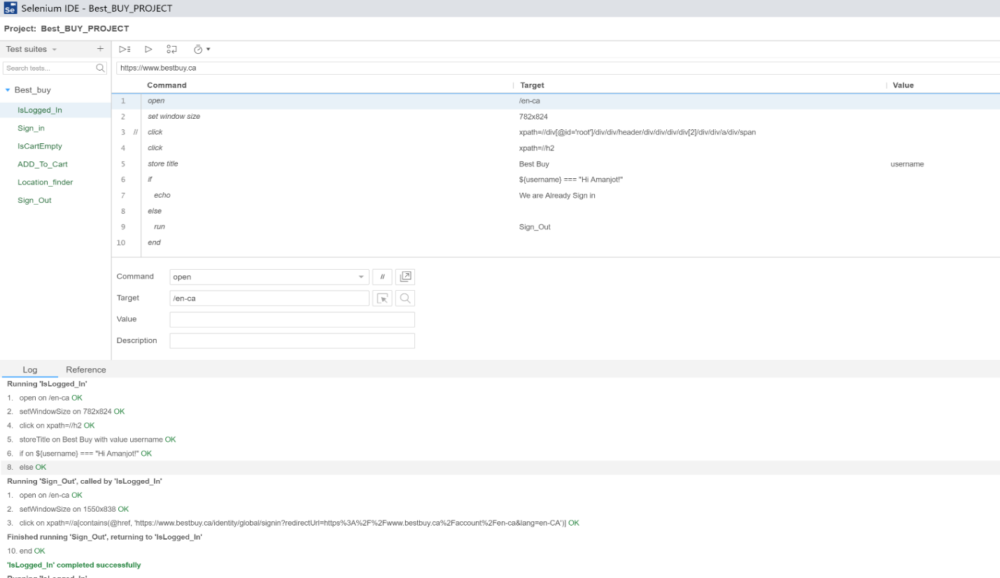 Se Selenium IDE - Best_BUY_PROJECT
Project: Best_BUY_PROJECT
Test suites +
Search tests...
https://www.bestbuy.ca
Best_buy
IsLogged_In
Sign_in
IsCartEmpty
ADD_To_Cart
Location_finder
Sign_Out
Command Target Value
1 open /en-ca
2 set window size 782x824
3 // click xpath=//div[@id='root']/div/div/header/div/div/div/div[2]/div/div/a/div/span
4 click xpath=//h2
5 store title Best Buy username
6 if ${username} === "Hi Amanjot!"
7 echo We are Already Sign in
8 else
9 run Sign_Out
10 end
Command open //
Target /en-ca
Value
Description
Log Reference
Running 'IsLogged_In'
1. open on /en-ca OK
2. setWindowSize on 782x824 OK
4. click on xpath=//h2 OK
5. storeTitle on Best Buy with value username OK
6. if on ${username} === "Hi Amanjot!" OK
8. else OK
Running 'Sign_Out', called by 'IsLogged_In'
1. open on /en-ca OK
2. setWindowSize on 1550x838 OK
3. click on xpath=//a[contains(@href, 'https://www.bestbuy.ca/identity/global/signin?redirectUrl=https%3A%2F%2Fwww.bestbuy.ca%2Faccount%2Fen-ca&lang=en-CA')] OK
Finished running 'Sign_Out', returning to 'IsLogged_In'
10. end OK
'IsLogged_In' completed successfully
Running 'IsLogged_In'